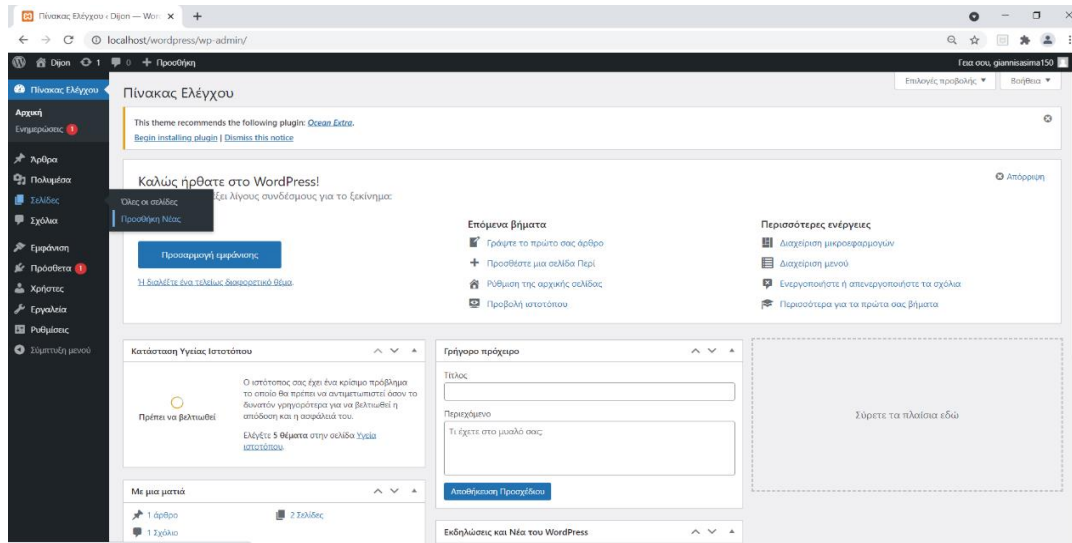 Πίνακας Ελέγχου ‹ Dijon — Wor
localhost/wordpress/wp-admin/
Dijon 1 0 Προσθήκη Γεια σου, giannisasima150
Πίνακας Ελέγχου
Αρχική
Ενημερώσεις 1
Άρθρα
Πολυμέσα
Σελίδες
Σχόλια
Εμφάνιση
Πρόσθετα 1
Χρήστες
Εργαλεία
Ρυθμίσεις
Σύμπτυξη μενού
Όλες οι σελίδες
Προσθήκη Νέας
Επιλογές προβολής Βοήθεια
Πίνακας Ελέγχου
This theme recommends the following plugin: Ocean Extra.
Begin installing plugin | Dismiss this notice
Καλώς ήρθατε στο WordPress!
Απόρριψη
λίγους συνδέσμους για το ξεκίνημα:
Προσαρμογή εμφάνισης
Ή διαλέξτε ένα τελείως διαφορετικό θέμα.
Επόμενα βήματα
Γράψτε το πρώτο σας άρθρο
Προσθέστε μια σελίδα Περί
Ρύθμιση της αρχικής σελίδας
Προβολή ιστοτόπου
Περισσότερες ενέργειες
Διαχείριση μικροεφαρμογών
Διαχείριση μενού
Ενεργοποιήστε ή απενεργοποιήστε τα σχόλια
Περισσότερα για τα πρώτα σας βήματα
Κατάσταση Υγείας Ιστοτόπου
Πρέπει να βελτιωθεί
Ο ιστότοπος σας έχει ένα κρίσιμο πρόβλημα
το οποίο θα πρέπει να αντιμετωπιστεί όσον το
δυνατόν γρηγορότερα για να βελτιωθεί η
απόδοση και η ασφάλειά του.
Ελέγξτε 5 θέματα στην σελίδα Υγεία
ιστοτόπου.
Με μια ματιά
1 άρθρο
2 Σελίδες
1 Σχόλιο
Γρήγορο πρόχειρο
Τίτλος
Περιεχόμενο
Τι έχετε στο μυαλό σας;
Αποθήκευση Προσχέδιου
Εκδηλώσεις και Νέα του WordPress
Σύρετε τα πλαίσια εδώ